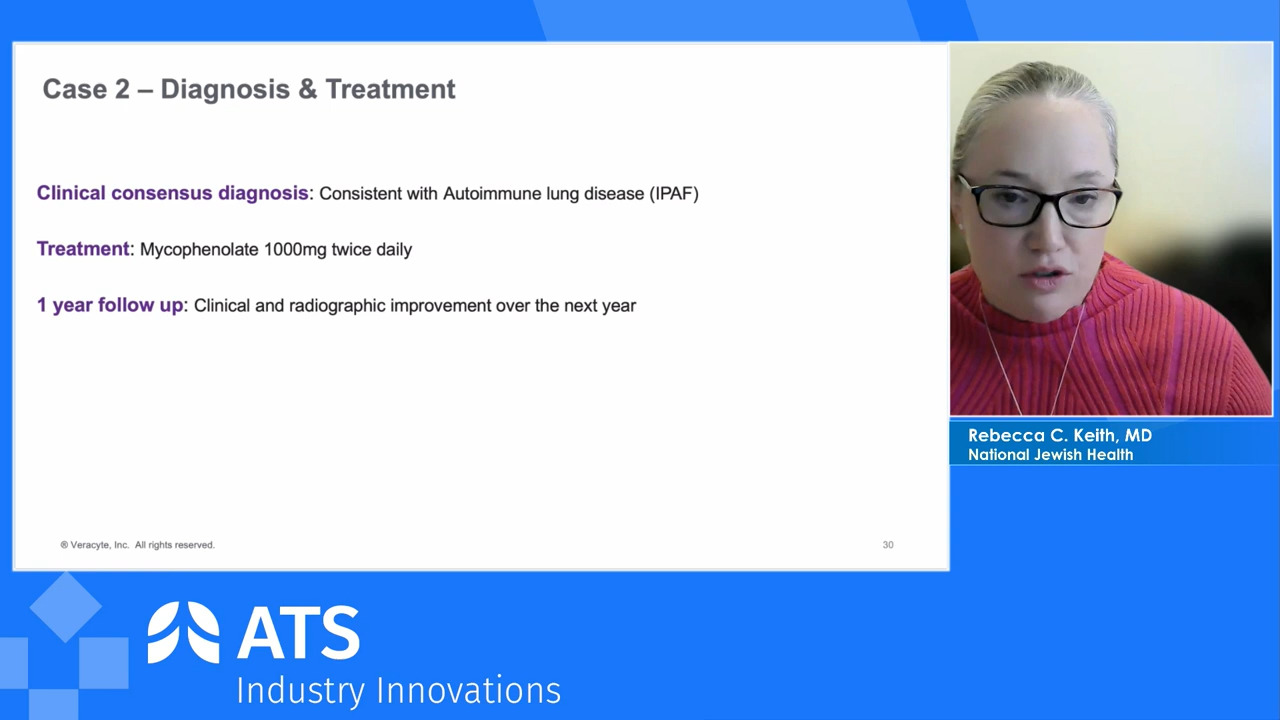 Case 2 – Diagnosis & Treatment
Clinical consensus diagnosis: Consistent with Autoimmune lung disease (IPAF)
Treatment: Mycophenolate 1000mg twice daily
1 year follow up: Clinical and radiographic improvement over the next year
® Veracyte, Inc. All rights reserved.
30
Rebecca C. Keith, MD
National Jewish Health
ATS
Industry Innovations